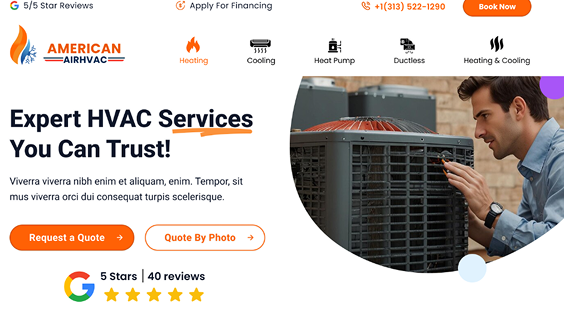 5/5 Star Reviews
Apply For Financing
+1(313) 522-1290
Book Now
AMERICAN
AIRHVAC
Heating
Cooling
Heat Pump
Ductless
Heating & Cooling
Expert HVAC Services
You Can Trust!
Viverra viverra nibh enim et aliquam, enim. Tempor, sit
mus viverra orci dui consequat turpis scelerisque.
Request a Quote
Quote By Photo
5 Stars | 40 reviews